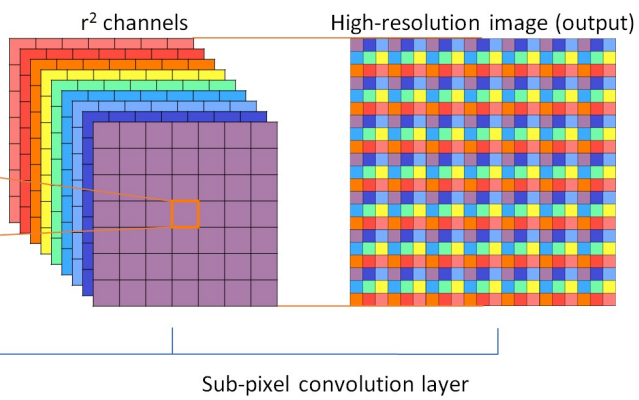 r² channels
High-resolution image (output)
Sub-pixel convolution layer